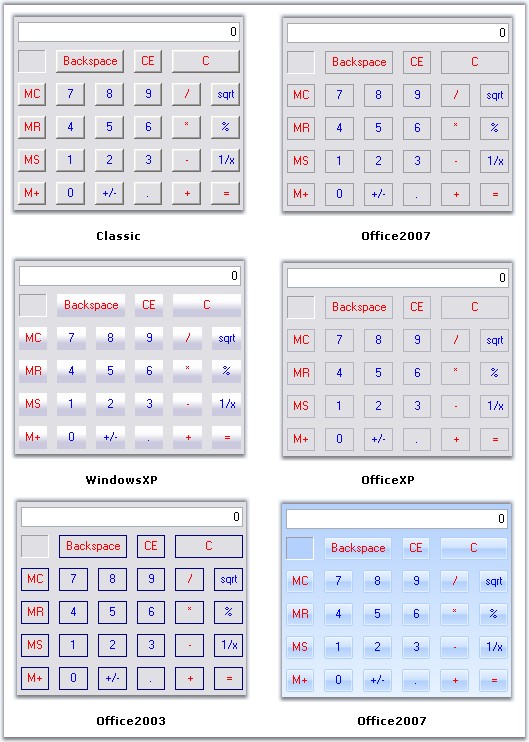 0
Backspace CE C
MC 7 8 9 / sqrt
MR 4 5 6 * %
MS 1 2 3 - 1/x
M+ 0 +/- . + =
Classic
0
Backspace CE C
MC 7 8 9 / sqrt
MR 4 5 6 * %
MS 1 2 3 - 1/x
M+ 0 +/- . + =
Office2007
0
Backspace CE C
MC 7 8 9 / sqrt
MR 4 5 6 * %
MS 1 2 3 - 1/x
M+ 0 +/- . + =
WindowsXP
0
Backspace CE C
MC 7 8 9 / sqrt
MR 4 5 6 * %
MS 1 2 3 - 1/x
M+ 0 +/- . + =
OfficeXP
0
Backspace CE C
MC 7 8 9 / sqrt
MR 4 5 6 * %
MS 1 2 3 - 1/x
M+ 0 +/- . + =
Office2003
0
Backspace CE C
MC 7 8 9 / sqrt
MR 4 5 6 * %
MS 1 2 3 - 1/x
M+ 0 +/- . + =
Office2007